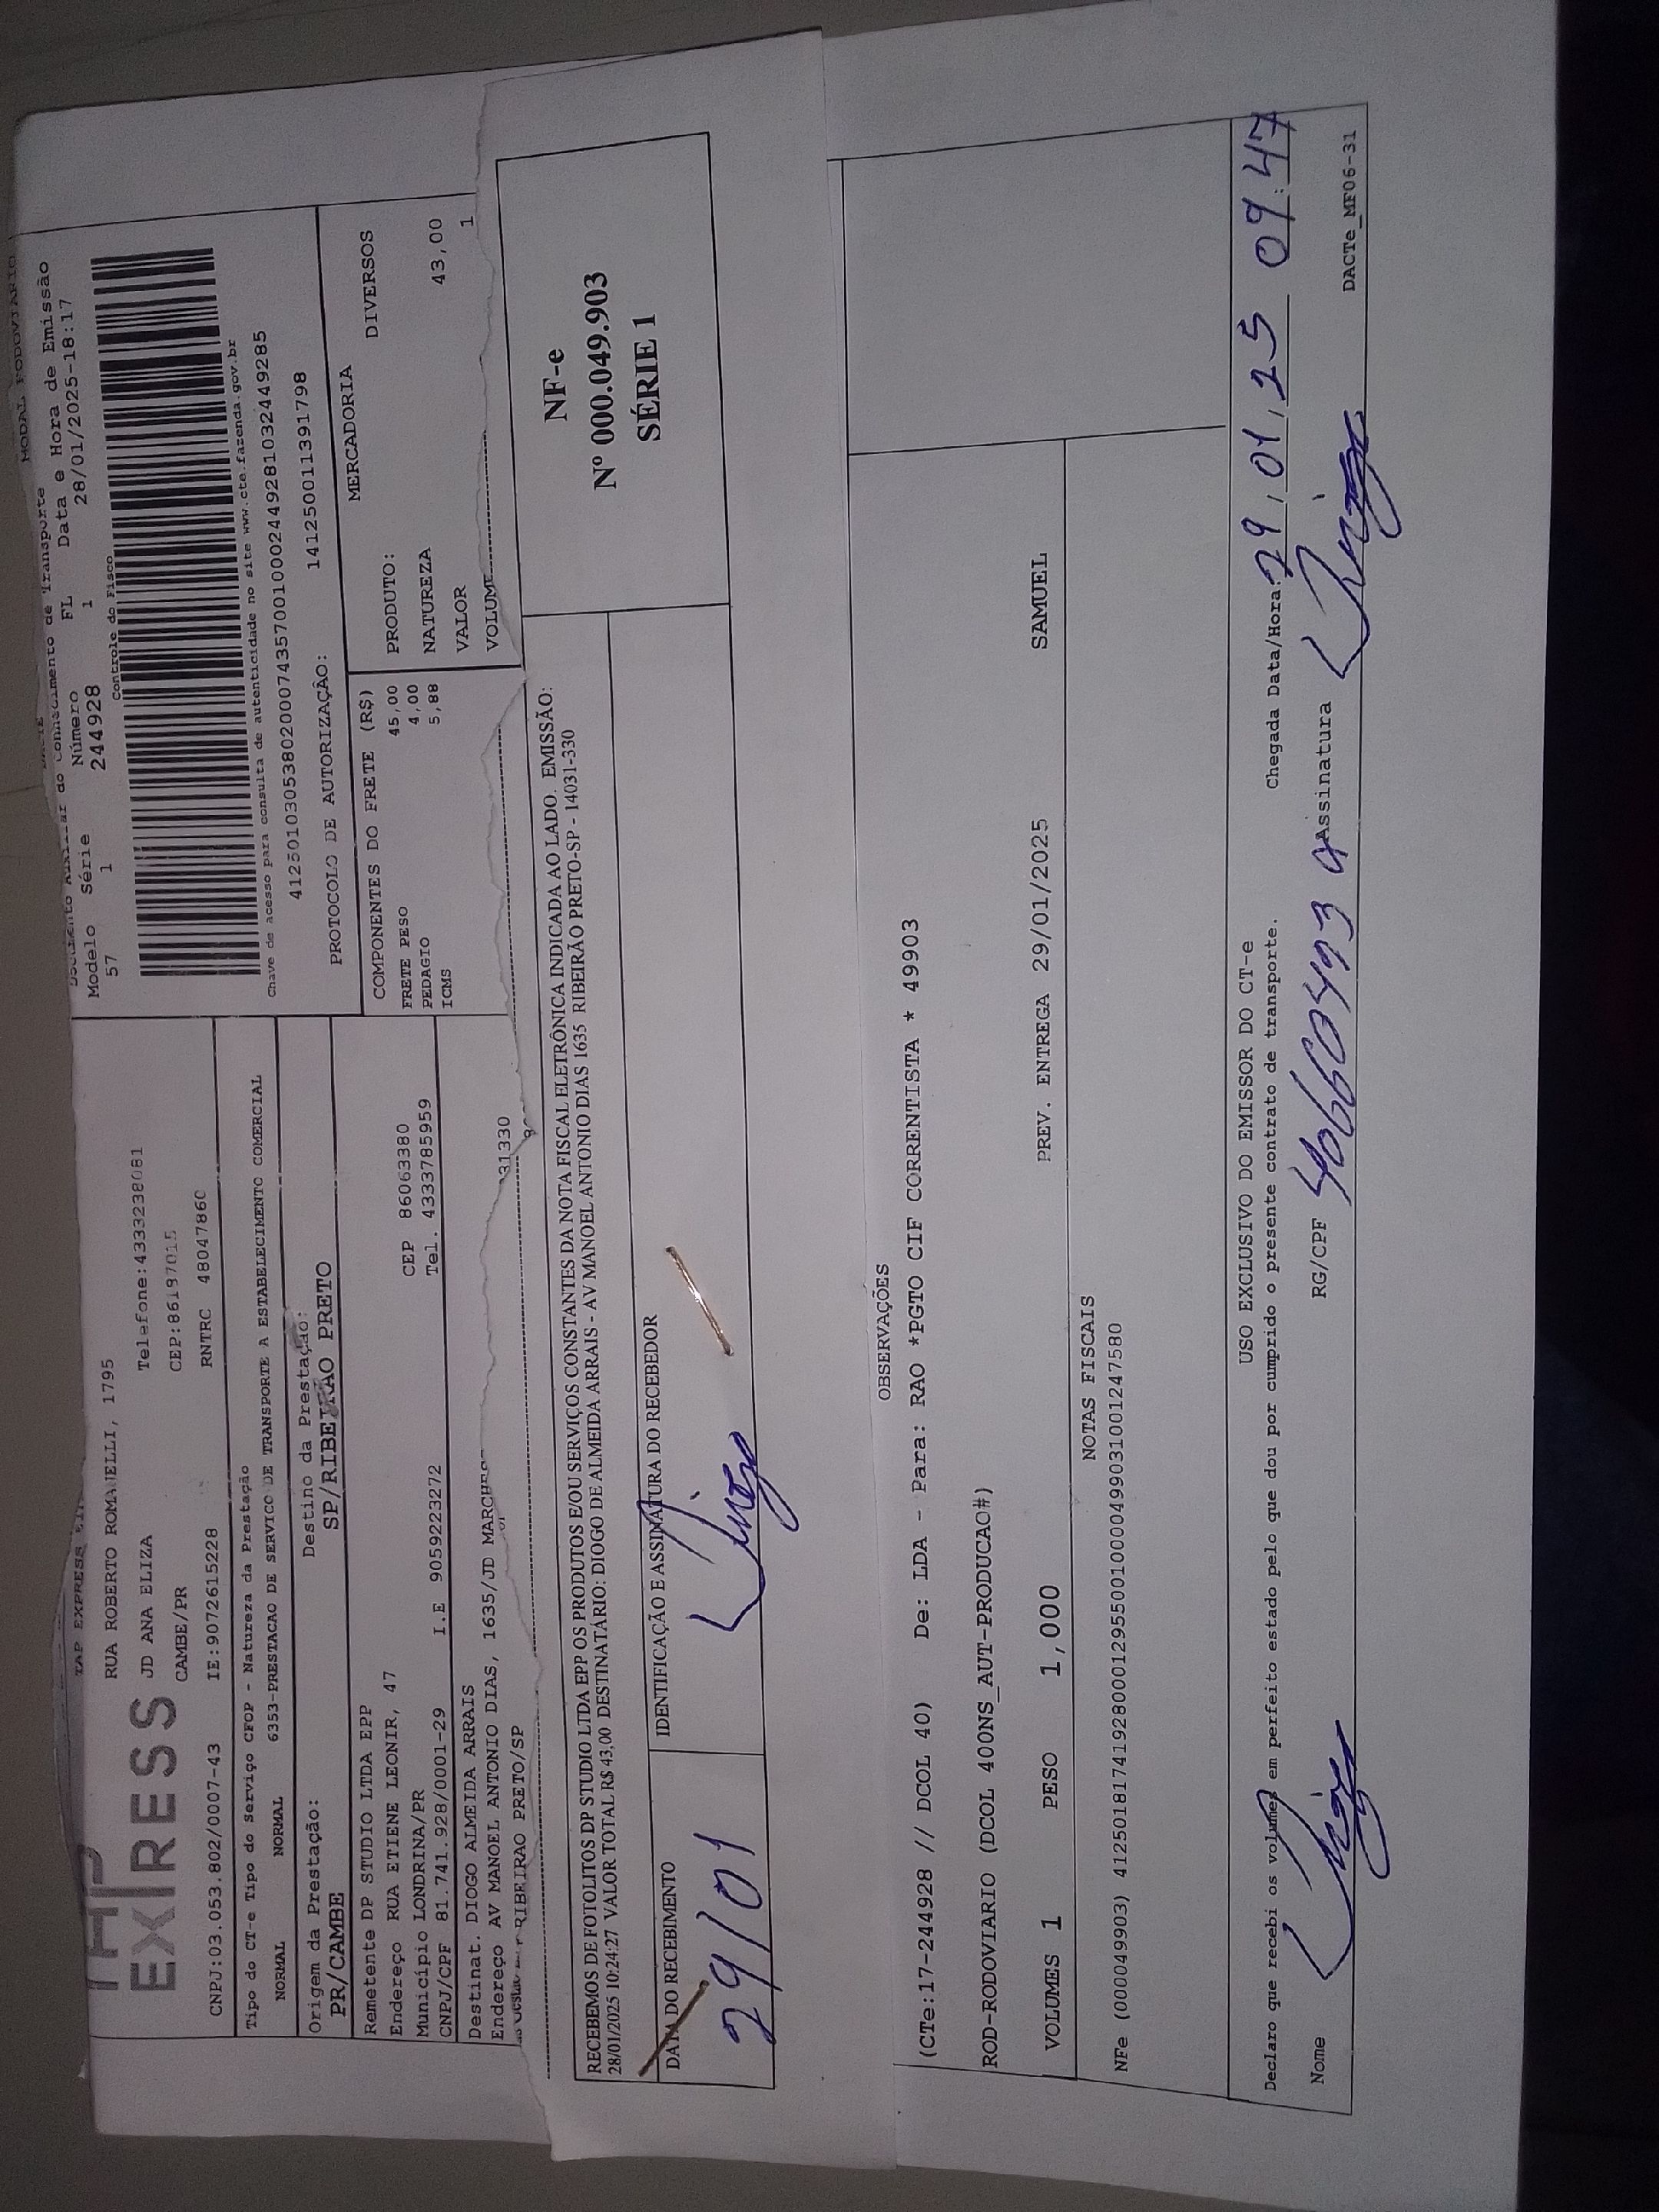 TAP EXPRESS
RUA ROBERTO ROMANELLI, 1795
JD ANA ELIZA Telefone:4333238081
CAMBE/PR CEP:86197015
CNPJ:03.053.802/0007-43 IE:9072615228 RNTRC 4804786C
Tipo do CT-e Tipo do Serviço CFOP - Natureza da Prestação
NORMAL NORMAL 6353-PRESTACAO DE SERVICO DE TRANSPORTE A ESTABELECIMENTO COMERCIAL
Origem da Prestação: Destino da Prestação:
PR/CAMBE SP/RIBEIRÃO PRETO
Remetente DP STUDIO LTDA EPP
Endereço RUA ETIENE LEONIR, 47 CEP 86063380
Município LONDRINA/PR Tel. 4333785959
CNPJ/CPF 81.741.928/0001-29 I.E 9059223272
Destinat. DIOGO ALMEIDA ARRAIS
Endereço AV MANOEL ANTONIO DIAS, 1635/JD 31330
RIBEIRAO PRETO/SP
MODAL RODOVIARIO
Documento Auxiliar do Conhecimento de Transporte
Modelo Série Número FL Data e Hora de Emissão
57 1 244928 1 28/01/2025-18:17
Controle do Fisco
Chave de acesso para consulta de autenticidade no site www.cte.fazenda.gov.br
41250103053802000743570010002449281032449285
PROTOCOLO DE AUTORIZAÇÃO: 141250011391798
COMPONENTES DO FRETE (R$)
FRETE PESO 45,00
PEDAGIO 4,00
ICMS 5,88
MERCADORIA
PRODUTO: DIVERSOS
NATUREZA
VALOR 43,00
VOLUME 1
RECEBEMOS DE FOTOLITOS DP STUDIO LTDA EPP OS PRODUTOS E/OU SERVIÇOS CONSTANTES DA NOTA FISCAL ELETRÔNICA INDICADA AO LADO. EMISSÃO:
28/01/2025 10:24:27 VALOR TOTAL R$ 43,00 DESTINATÁRIO: DIOGO DE ALMEIDA ARRAIS - AV MANOEL ANTONIO DIAS 1635 RIBEIRÃO PRETO-SP - 14031-330
DATA DO RECEBIMENTO IDENTIFICAÇÃO E ASSINATURA DO RECEBEDOR
29/01
NF-e
Nº 000.049.903
SÉRIE 1
OBSERVAÇÕES
(CTe:17-244928 // DCOL 40) De: LDA - Para: RAO *PGTO CIF CORRENTISTA * 49903
ROD-RODOVIARIO (DCOL 400NS_AUT-PRODUCAO#)
VOLUMES 1 PESO 1,000 PREV. ENTREGA 29/01/2025 SAMUEL
NOTAS FISCAIS
NFe (000049903) 41250181741928000129550010000499031001247580
USO EXCLUSIVO DO EMISSOR DO CT-e
Declaro que recebi os volumes em perfeito estado pelo que dou por cumprido o presente contrato de transporte. Chegada Data/Hora: 29/01/25 09:47
Nome RG/CPF Assinatura
DACTe_MF06-31